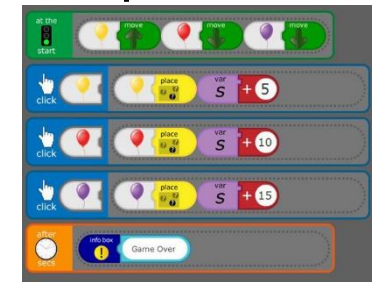 at the start move move move
click place var S + 5
click place var S + 10
click place var S + 15
after secs info box ! Game Over